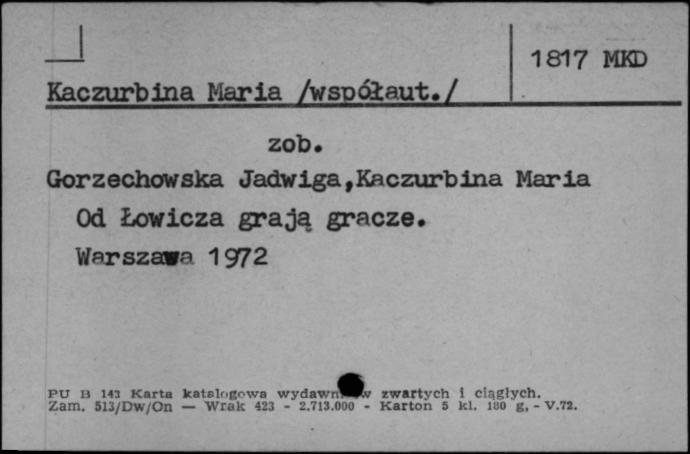 1817 MKD
Kaczurbina Maria /współaut./
zob.
Gorzechowska Jadwiga,Kaczurbina Maria
Od Łowicza grają gracze.
Warszawa 1972
PU B 143 Karta katalogowa zwartych i ciągłych.
Zam. 513/Dw/On — Wrak 423 - 2.713.000 - Karton 5 kl. 180 g, - V.72.